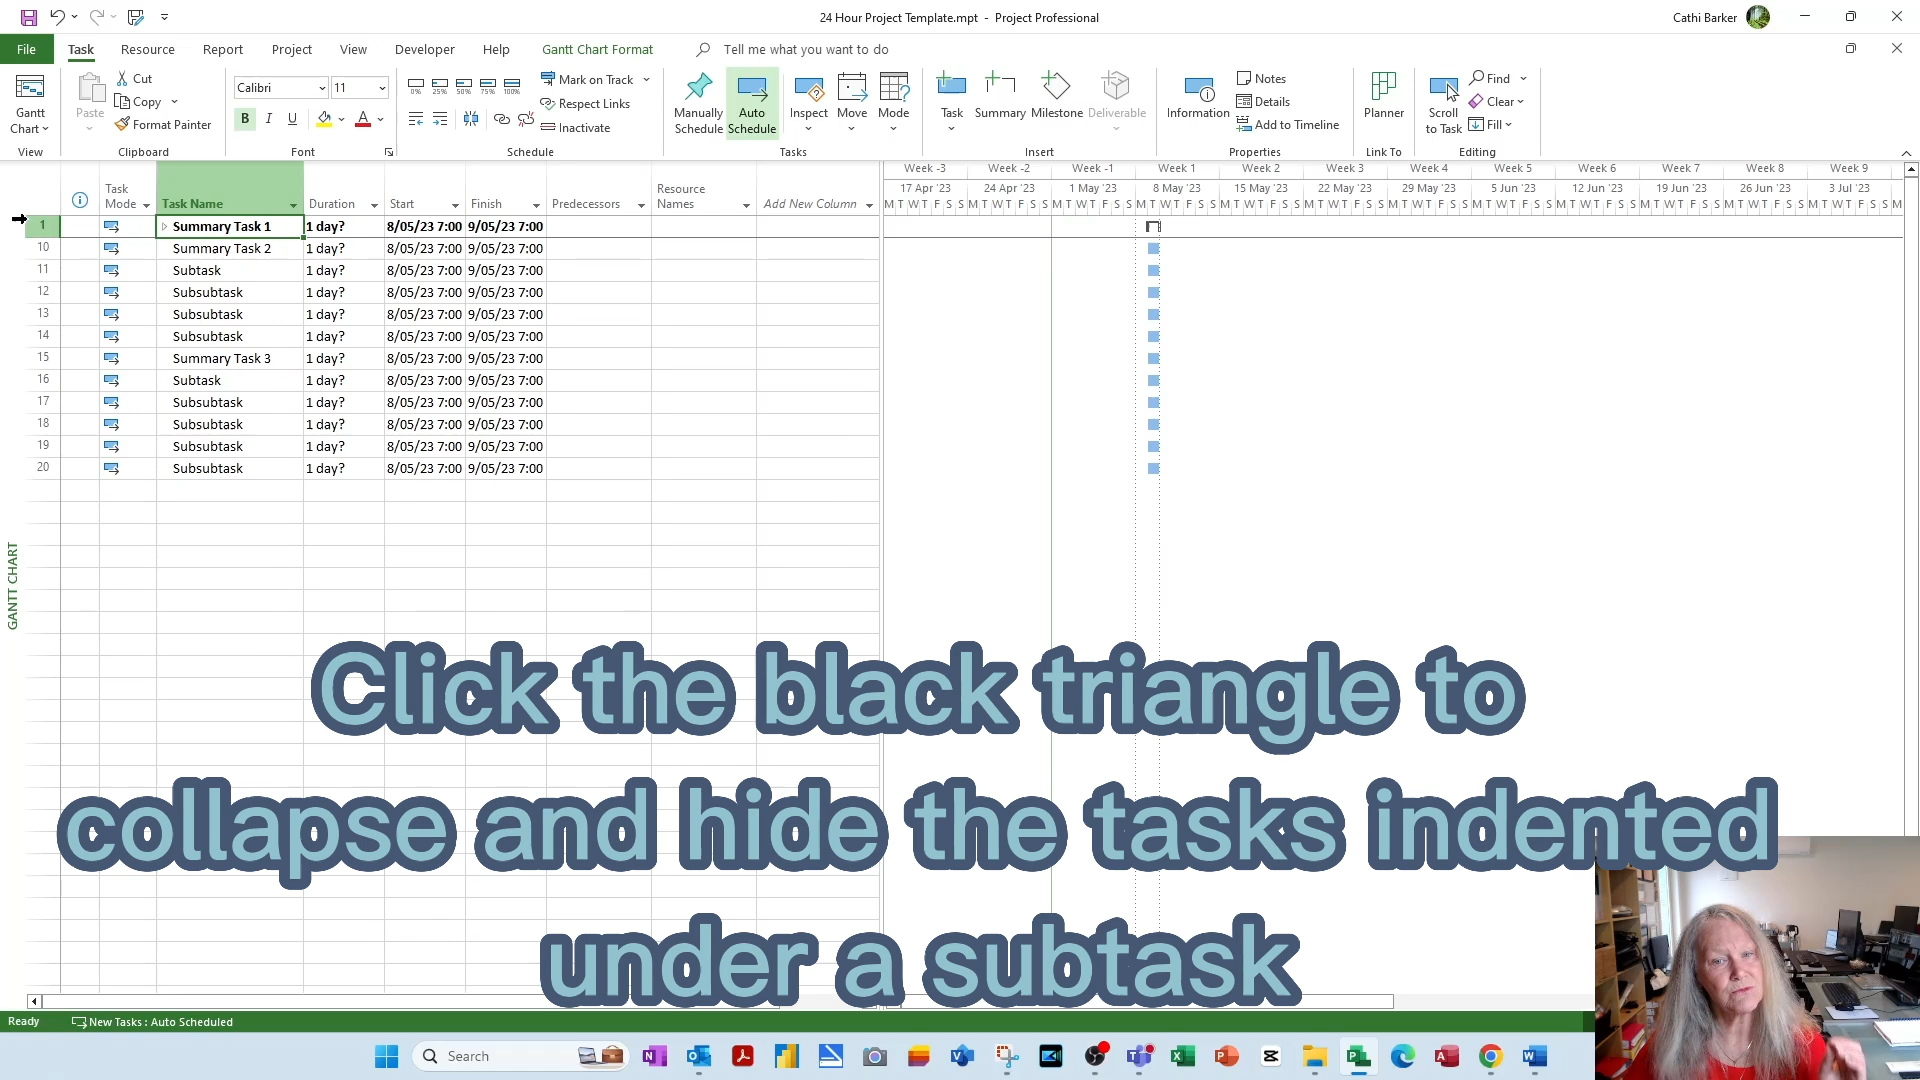 24 Hour Project Template.mpt - Project Professional
Cathi Barker
File Task Resource Report Project View Developer Help Gantt Chart Format Tell me what you want to do
Gantt Chart
View
Paste
Cut
Copy
Format Painter
Clipboard
Calibri 11
B I U A
Font
0% 25% 50% 75% 100%
Mark on Track
Respect Links
Inactivate
Schedule
Manually Schedule
Auto Schedule
Inspect
Move
Mode
Tasks
Task
Summary
Milestone
Deliverable
Insert
Information
Notes
Details
Add to Timeline
Properties
Planner
Link To
Scroll to Task
Find
Clear
Fill
Editing
Task Mode Task Name Duration Start Finish Predecessors Resource Names Add New Column
Week -3 Week -2 Week -1 Week 1 Week 2 Week 3 Week 4 Week 5 Week 6 Week 7 Week 8 Week 9
17 Apr '23 24 Apr '23 1 May '23 8 May '23 15 May '23 22 May '23 29 May '23 5 Jun '23 12 Jun '23 19 Jun '23 26 Jun '23 3 Jul '23
M T W T F S S M T W T F S S M T W T F S S M T W T F S S M T W T F S S M T W T F S S M T W T F S S M T W T F S S M T W T F S S M T W T F S S M T W T F S S M T W T F S S M
1 Summary Task 1 1 day? 8/05/23 7:00 9/05/23 7:00
10 Summary Task 2 1 day? 8/05/23 7:00 9/05/23 7:00
11 Subtask 1 day? 8/05/23 7:00 9/05/23 7:00
12 Subsubtask 1 day? 8/05/23 7:00 9/05/23 7:00
13 Subsubtask 1 day? 8/05/23 7:00 9/05/23 7:00
14 Subsubtask 1 day? 8/05/23 7:00 9/05/23 7:00
15 Summary Task 3 1 day? 8/05/23 7:00 9/05/23 7:00
16 Subtask 1 day? 8/05/23 7:00 9/05/23 7:00
17 Subsubtask 1 day? 8/05/23 7:00 9/05/23 7:00
18 Subsubtask 1 day? 8/05/23 7:00 9/05/23 7:00
19 Subsubtask 1 day? 8/05/23 7:00 9/05/23 7:00
20 Subsubtask 1 day? 8/05/23 7:00 9/05/23 7:00
GANTT CHART
Click the black triangle to
collapse and hide the tasks indented
under a subtask
Ready New Tasks : Auto Scheduled
Search